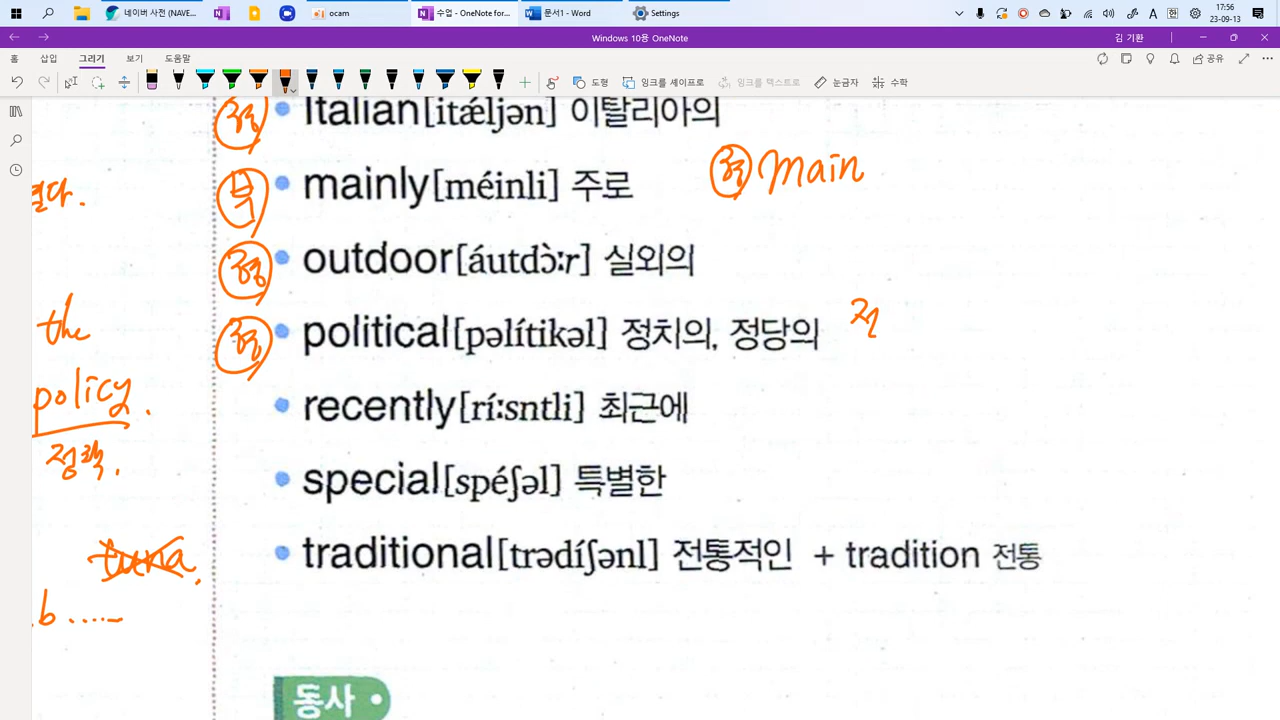 네이버 사전 (NAVE...
ocam
수업 - OneNote for...
문서1 - Word
Settings
A
한
17:56
23-09-13
Windows 10용 OneNote
김 기환
홈 삽입 그리기 보기 도움말
공유
도형 잉크를 셰이프로 잉크를 텍스트로 눈금자 수학
형 Italian[itǽljən] 이탈리아의
부 mainly[méinli] 주로 형 main
형 outdoor[áutdɔ̀ːr] 실외의
형 political[pəlítikəl] 정치의, 정당의
recently[ríːsntli] 최근에
special[spéʃəl] 특별한
traditional[trədíʃənl] 전통적인 + tradition 전통
동사
the
policy.
정책.
tuna.
b ......